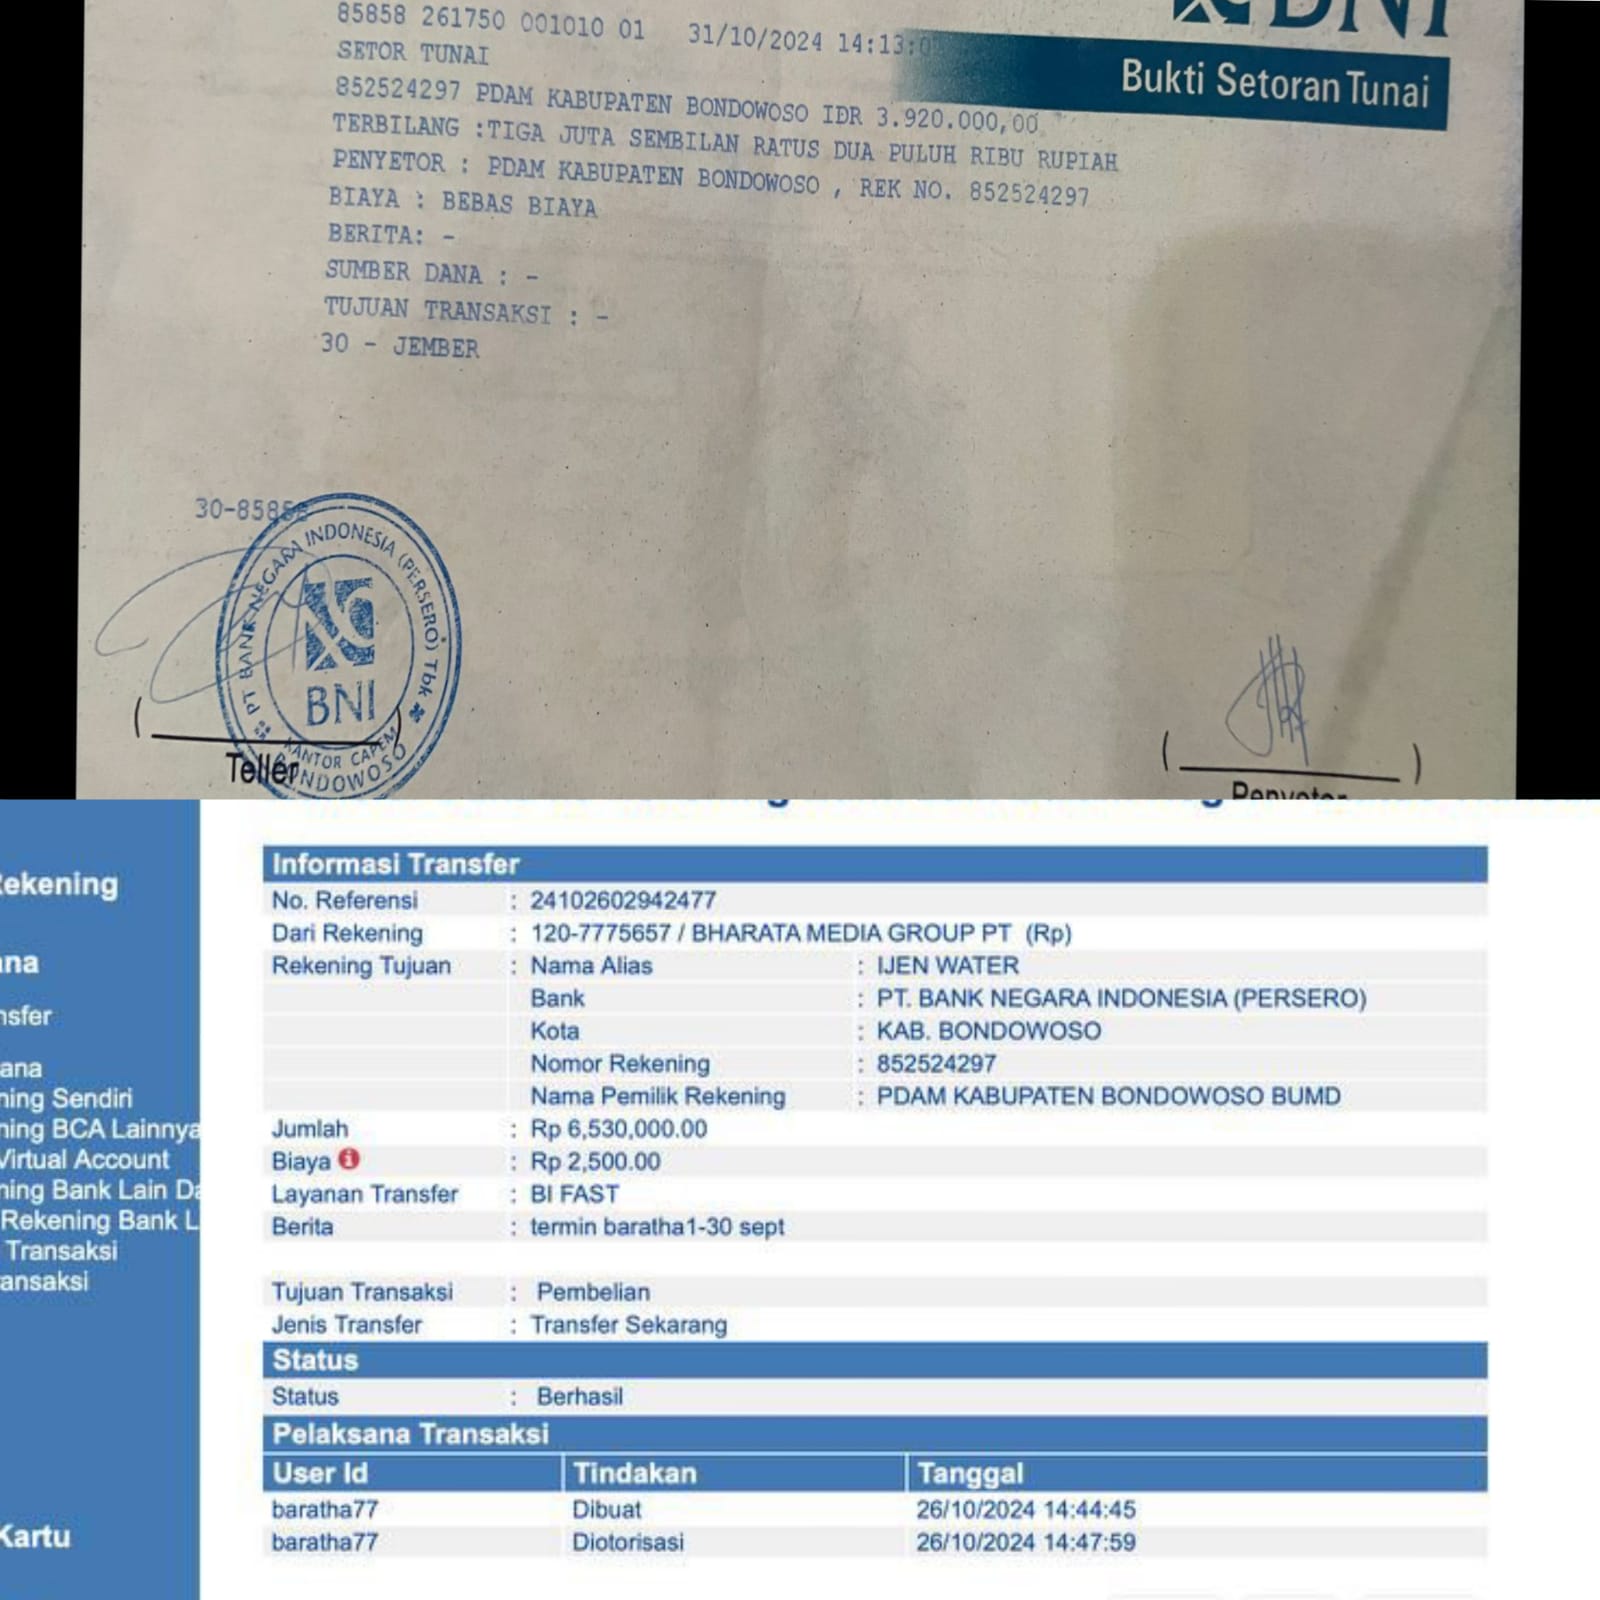 85858 261750 001010 01 31/10/2024 14:13:0
BNI
SETOR TUNAI
Bukti Setoran Tunai
852524297 PDAM KABUPATEN BONDOWOSO IDR 3.920.000,00
TERBILANG :TIGA JUTA SEMBILAN RATUS DUA PULUH RIBU RUPIAH
PENYETOR : PDAM KABUPATEN BONDOWOSO , REK NO. 852524297
BIAYA : BEBAS BIAYA
BERITA: -
SUMBER DANA : -
TUJUAN TRANSAKSI : -
30 - JEMBER
30-85858
PT BANK NEGARA INDONESIA (PERSERO) Tbk
BNI
KANTOR CAPEM
BONDOWOSO
( )
Teller
( )
Penyetor
Rekening
ana
nsfer
ana
ning Sendiri
ning BCA Lainnya
Virtual Account
ning Bank Lain Da
Rekening Bank L
Transaksi
ansaksi
Kartu
Informasi Transfer
No. Referensi : 24102602942477
Dari Rekening : 120-7775657 / BHARATA MEDIA GROUP PT (Rp)
Rekening Tujuan : Nama Alias : IJEN WATER
Bank : PT. BANK NEGARA INDONESIA (PERSERO)
Kota : KAB. BONDOWOSO
Nomor Rekening : 852524297
Nama Pemilik Rekening : PDAM KABUPATEN BONDOWOSO BUMD
Jumlah : Rp 6,530,000.00
Biaya : Rp 2,500.00
Layanan Transfer : BI FAST
Berita : termin baratha1-30 sept
Tujuan Transaksi : Pembelian
Jenis Transfer : Transfer Sekarang
Status
Status : Berhasil
Pelaksana Transaksi
User Id Tindakan Tanggal
baratha77 Dibuat 26/10/2024 14:44:45
baratha77 Diotorisasi 26/10/2024 14:47:59